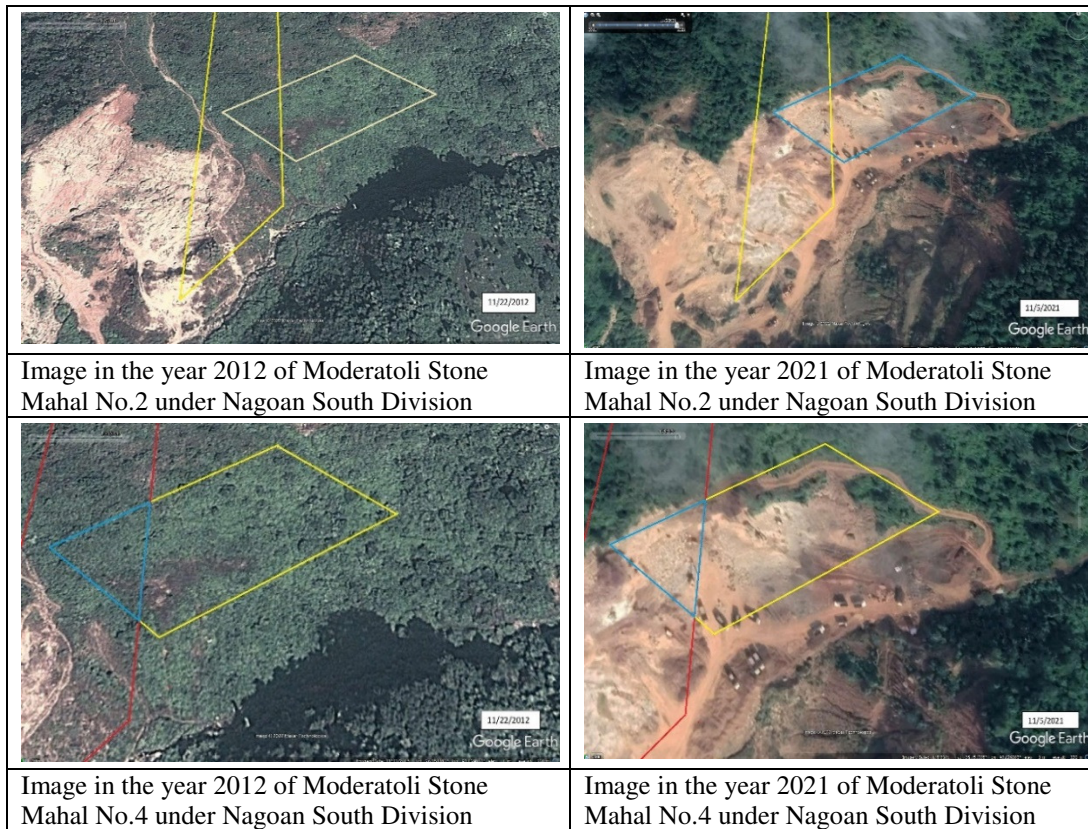 11/22/2012
Google Earth
11/5/2021
Google Earth
Image in the year 2012 of Moderatoli Stone
Mahal No.2 under Nagoan South Division
Image in the year 2021 of Moderatoli Stone
Mahal No.2 under Nagoan South Division
11/22/2012
Google Earth
11/5/2021
Google Earth
Image in the year 2012 of Moderatoli Stone
Mahal No.4 under Nagoan South Division
Image in the year 2021 of Moderatoli Stone
Mahal No.4 under Nagoan South Division